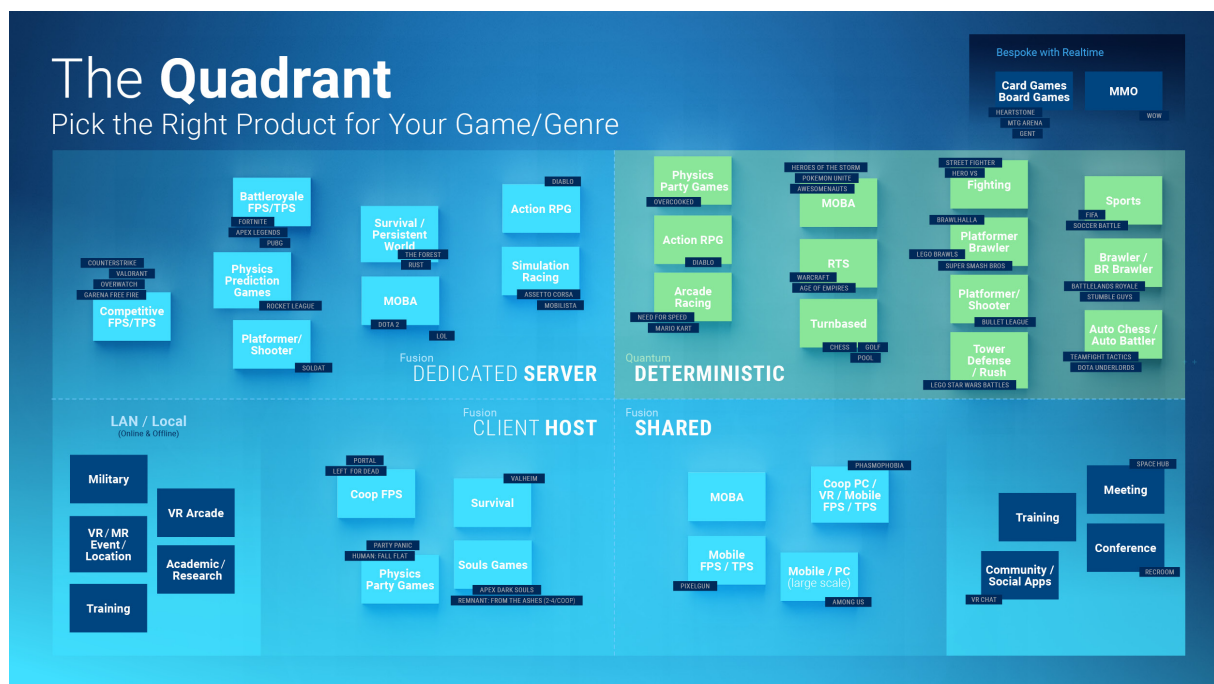 The Quadrant
Pick the Right Product for Your Game/Genre
Bespoke with Realtime
Card Games
Board Games
HEARTSTONE
MTG ARENA
GENT
MMO
WOW
Battleroyale
FPS/TPS
FORTNITE
APEX LEGENDS
PUBG
COUNTERSTRIKE
VALORANT
OVERWATCH
GARENA FREE FIRE
Competitive
FPS/TPS
Physics
Prediction
Games
ROCKET LEAGUE
Platformer/
Shooter
SOLDAT
Survival /
Persistent
World
THE FOREST
RUST
MOBA
DOTA 2
LOL
DIABLO
Action RPG
Simulation
Racing
ASSETTO CORSA
MOBILISTA
Fusion
DEDICATED SERVER
Physics
Party Games
OVERCOOKED
Action RPG
DIABLO
Arcade
Racing
NEED FOR SPEED
MARIO KART
HEROES OF THE STORM
POKEMON UNITE
AWESOMENAUTS
MOBA
RTS
WARCRAFT
AGE OF EMPIRES
Turnbased
CHESS
GOLF
POOL
STREET FIGHTER
HERO VS
Fighting
BRAWLHALLA
Platformer
Brawler
LEGO BRAWLS
SUPER SMASH BROS
Platformer/
Shooter
BULLET LEAGUE
Tower
Defense
/ Rush
LEGO STAR WARS BATTLES
Sports
FIFA
SOCCER BATTLE
Brawler /
BR Brawler
BATTLELANDS ROYALE
STUMBLE GUYS
Auto Chess /
Auto Battler
TEAMFIGHT TACTICS
DOTA UNDERLORDS
Quantum
DETERMINISTIC
LAN / Local
(Online & Offline)
Military
VR / MR
Event /
Location
Training
VR Arcade
Academic /
Research
Fusion
CLIENT HOST
PORTAL
LEFT FOR DEAD
Coop FPS
PARTY PANIC
HUMAN: FALL FLAT
Physics
Party Games
VALHEIM
Survival
Souls Games
APEX DARK SOULS
REMNANT: FROM THE ASHES (2-4/COOP)
Fusion
SHARED
MOBA
Mobile
FPS / TPS
PIXELGUN
PHASMOPHOBIA
Coop PC /
VR / Mobile
FPS / TPS
Mobile / PC
(large scale)
AMONG US
SPACE HUB
Meeting
Training
Conference
RECROOM
Community /
Social Apps
VR CHAT